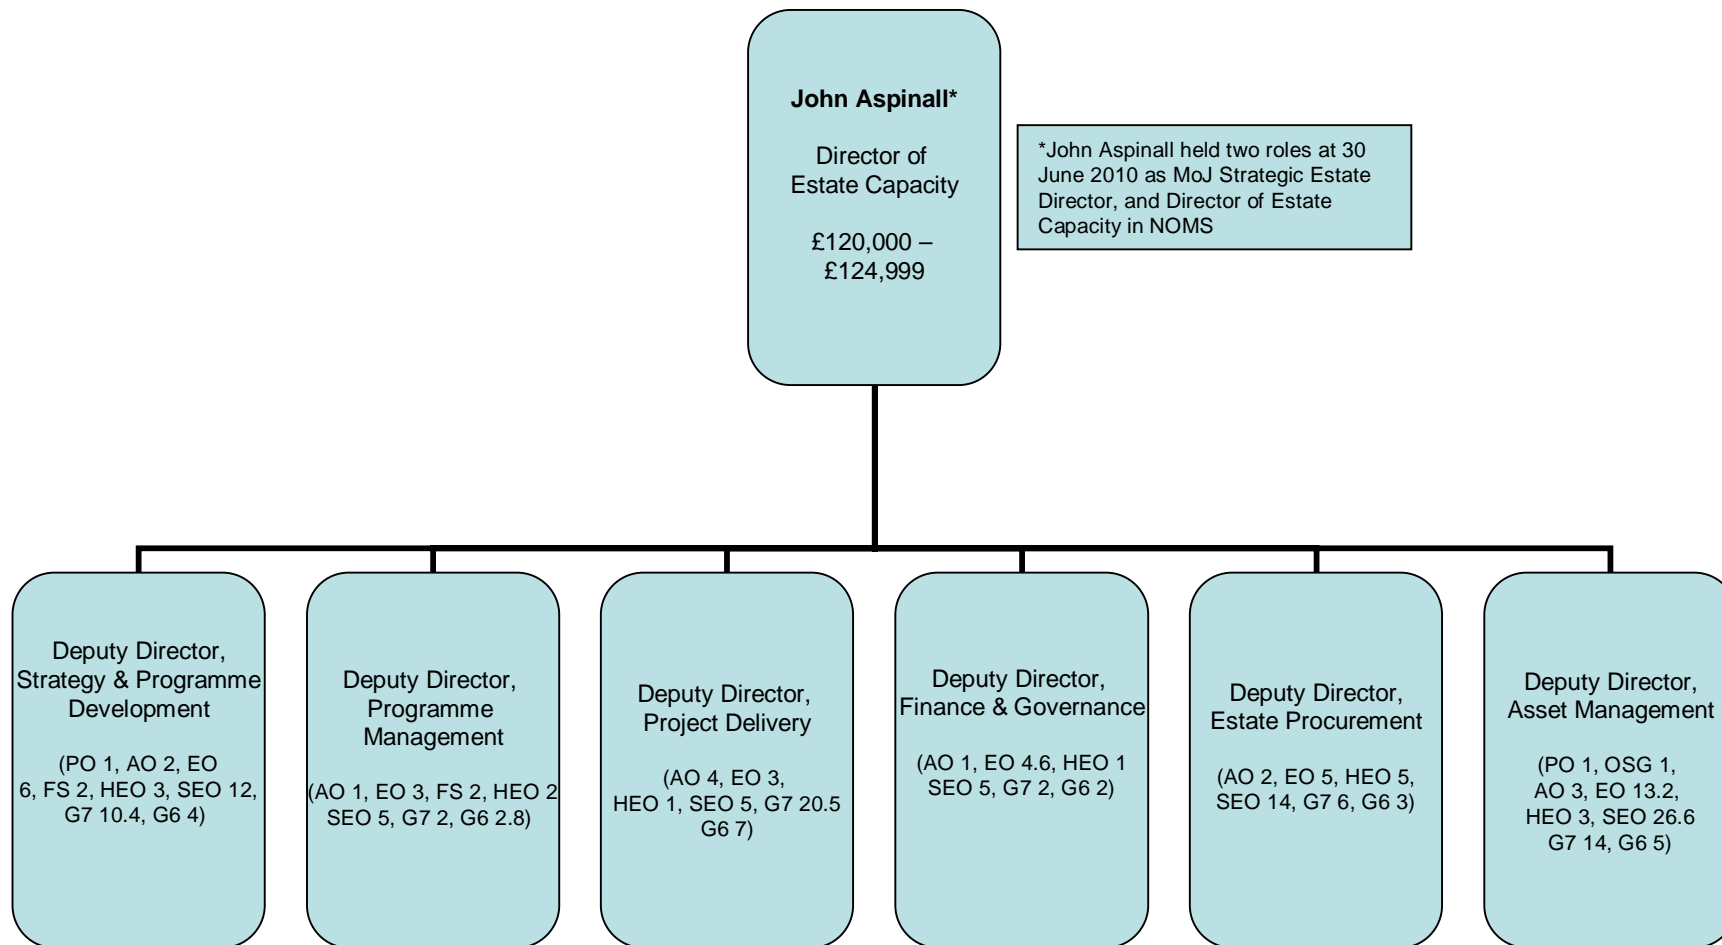 John Aspinall*
Director of
Estate Capacity
£120,000 –
£124,999
*John Aspinall held two roles at 30
June 2010 as MoJ Strategic Estate
Director, and Director of Estate
Capacity in NOMS
Deputy Director,
Strategy & Programme
Development
(PO 1, AO 2, EO
6, FS 2, HEO 3, SEO 12,
G7 10.4, G6 4)
Deputy Director,
Programme
Management
(AO 1, EO 3, FS 2, HEO 2
SEO 5, G7 2, G6 2.8)
Deputy Director,
Project Delivery
(AO 4, EO 3,
HEO 1, SEO 5, G7 20.5
G6 7)
Deputy Director,
Finance & Governance
(AO 1, EO 4.6, HEO 1
SEO 5, G7 2, G6 2)
Deputy Director,
Estate Procurement
(AO 2, EO 5, HEO 5,
SEO 14, G7 6, G6 3)
Deputy Director,
Asset Management
(PO 1, OSG 1,
AO 3, EO 13.2,
HEO 3, SEO 26.6
G7 14, G6 5)